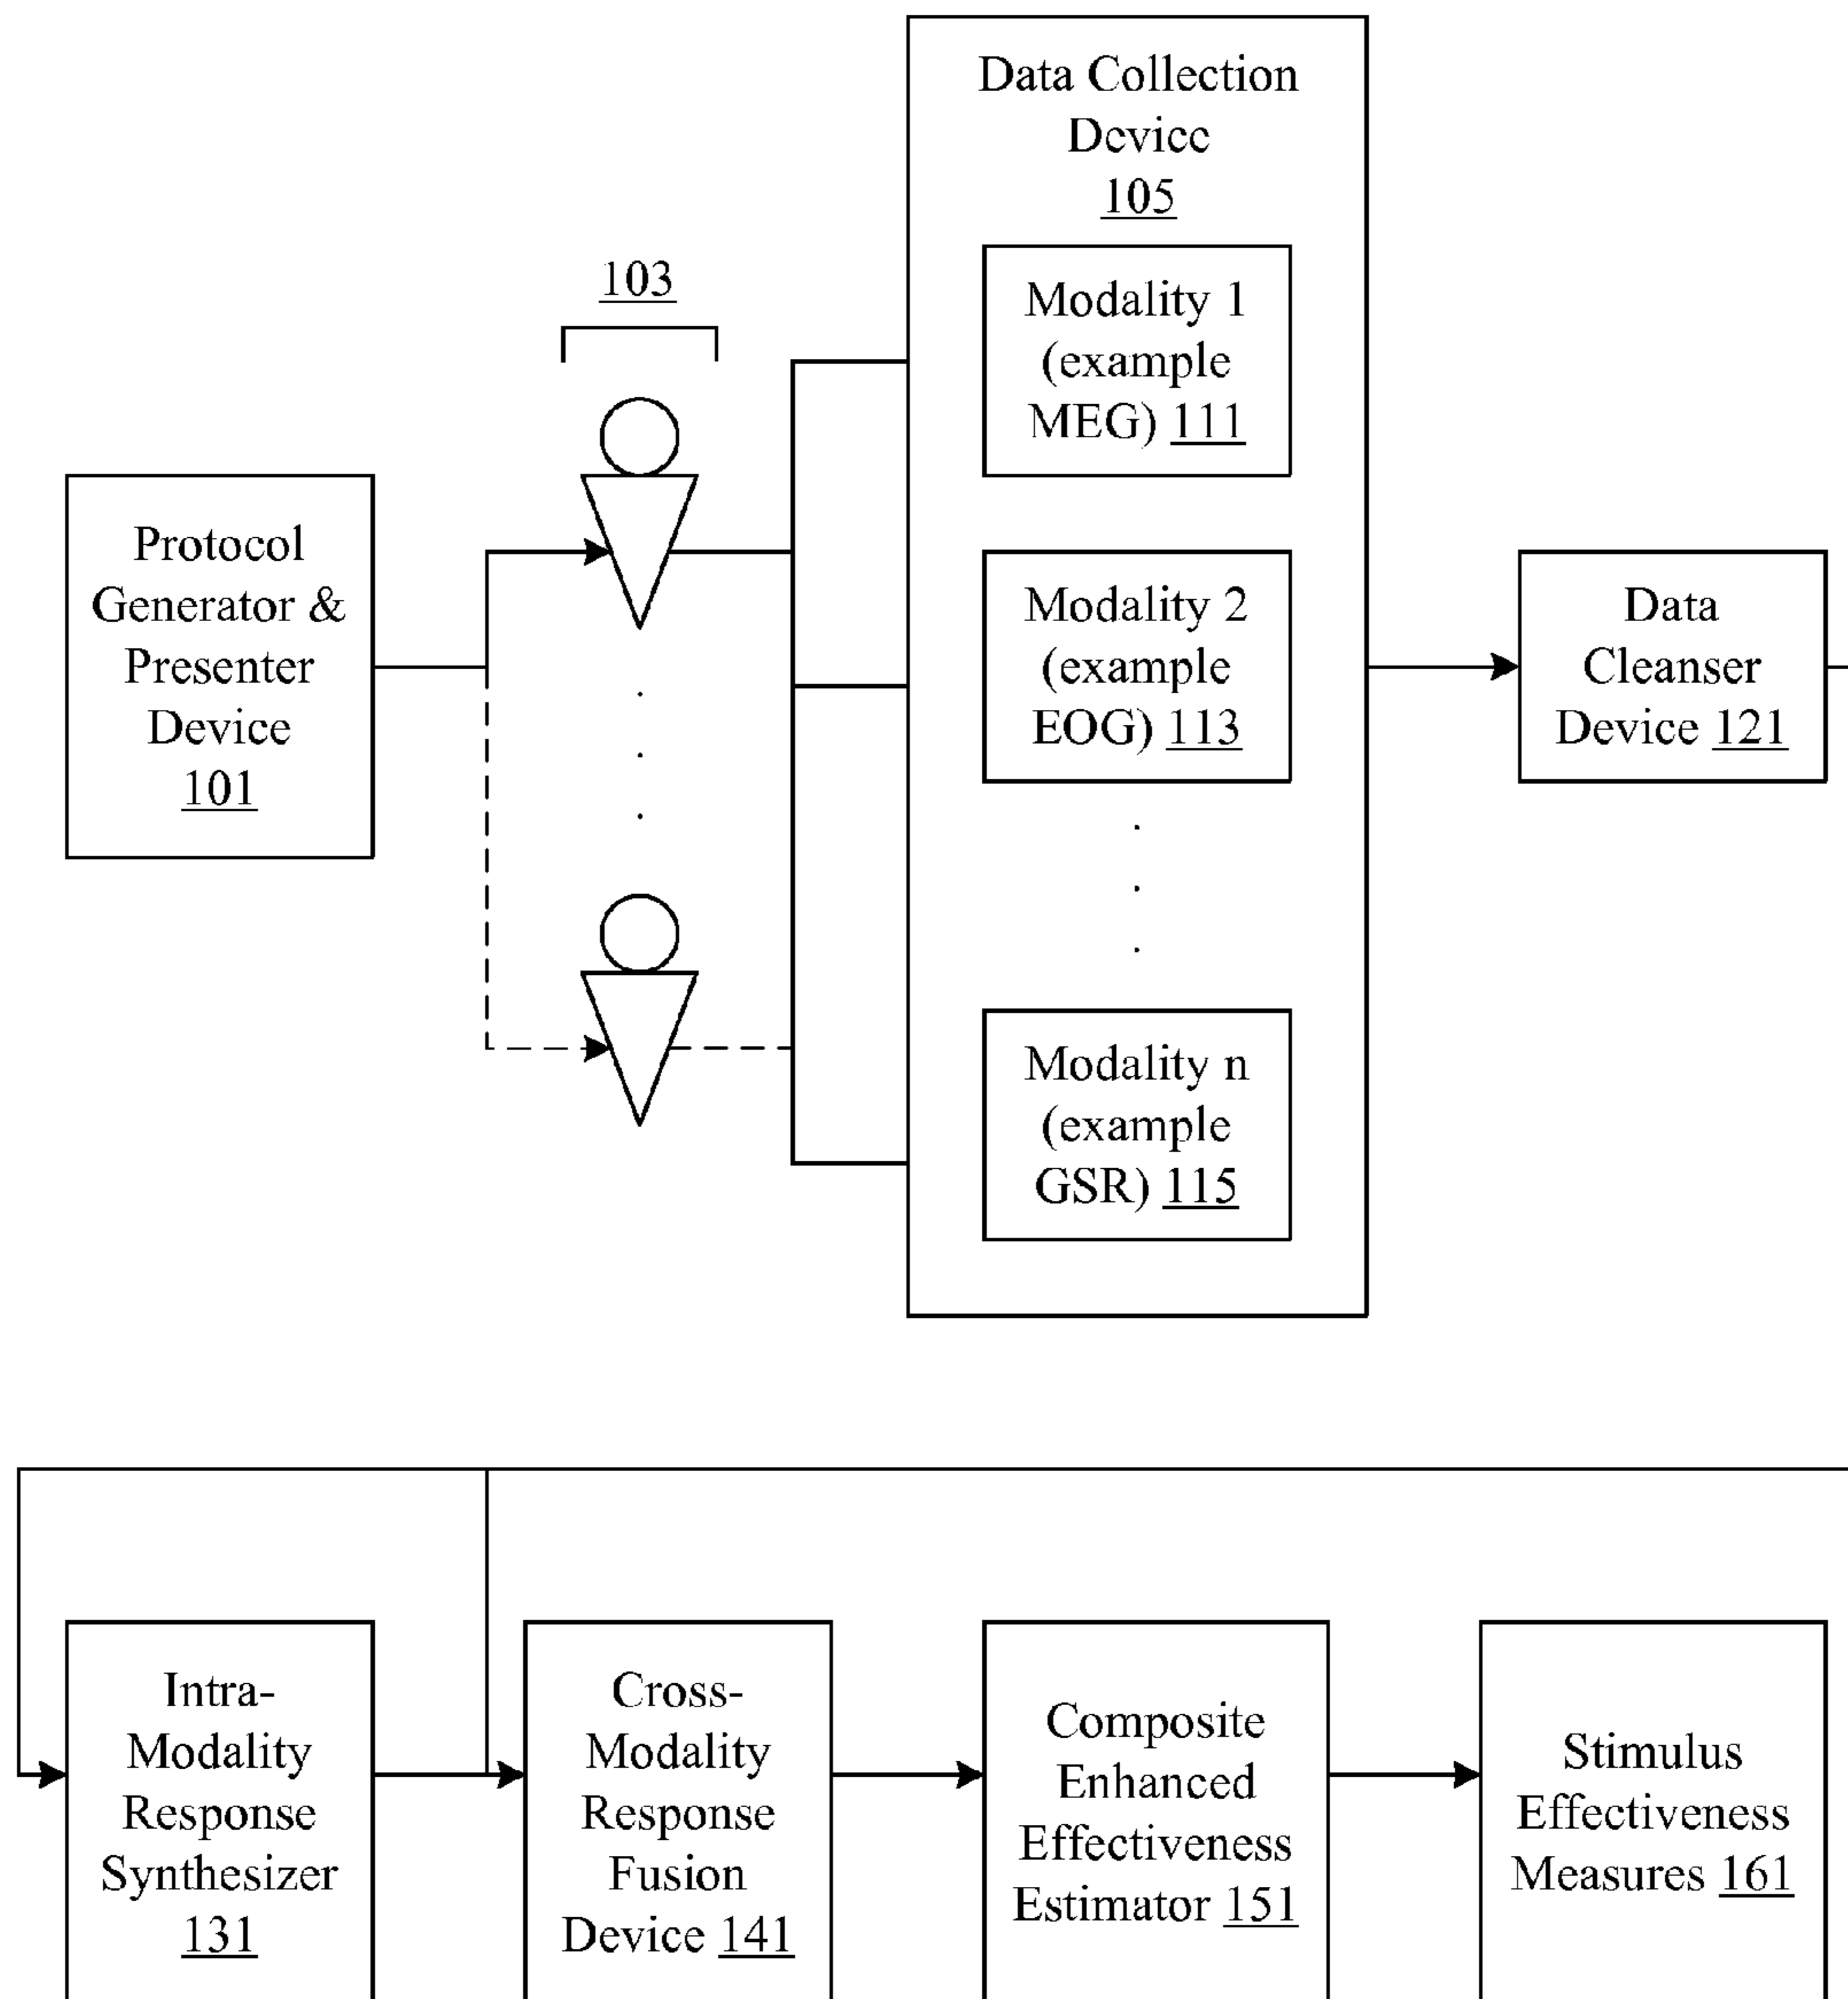 Data Collection
Device
105
103
Modality 1
(example
MEG) 111
Protocol
Generator &
Presenter
Device
101
Modality 2
(example
EOG) 113
Data
Cleanser
Device 121
Modality n
(example
GSR) 115
Intra-
Modality
Response
Synthesizer
131
Cross-
Modality
Response
Fusion
Device 141
Composite
Enhanced
Effectiveness
Estimator 151
Stimulus
Effectiveness
Measures 161